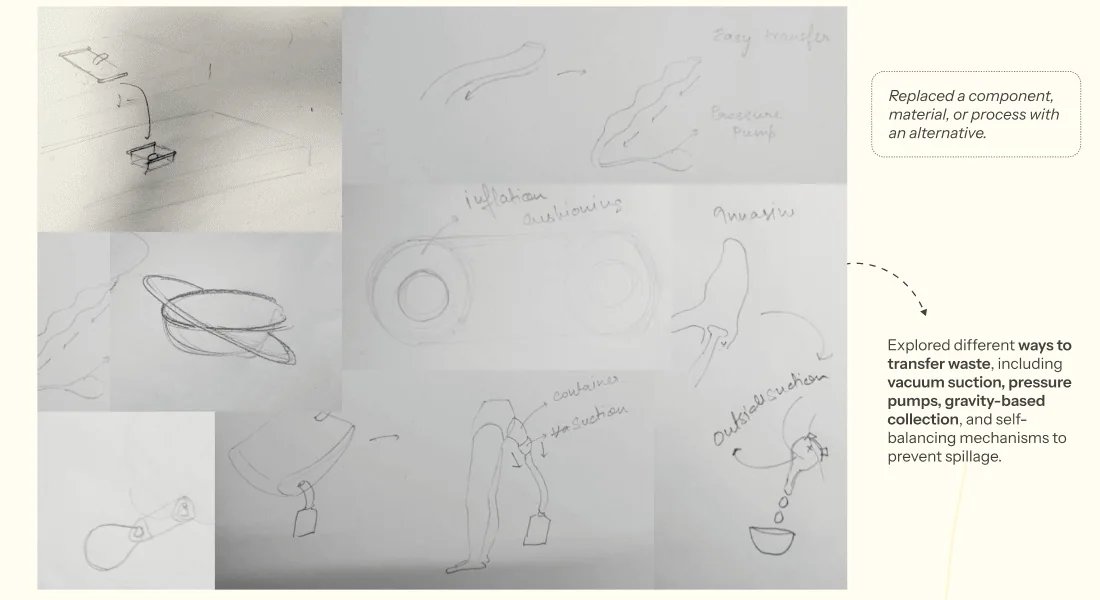 Easy transfer
Pressure
Pump
inflation
cushioning
container
suction
outside suction
Replaced a component,
material, or process with
an alternative.
Explored different ways to
transfer waste, including
vacuum suction, pressure
pumps, gravity-based
collection, and self-
balancing mechanisms to
prevent spillage.